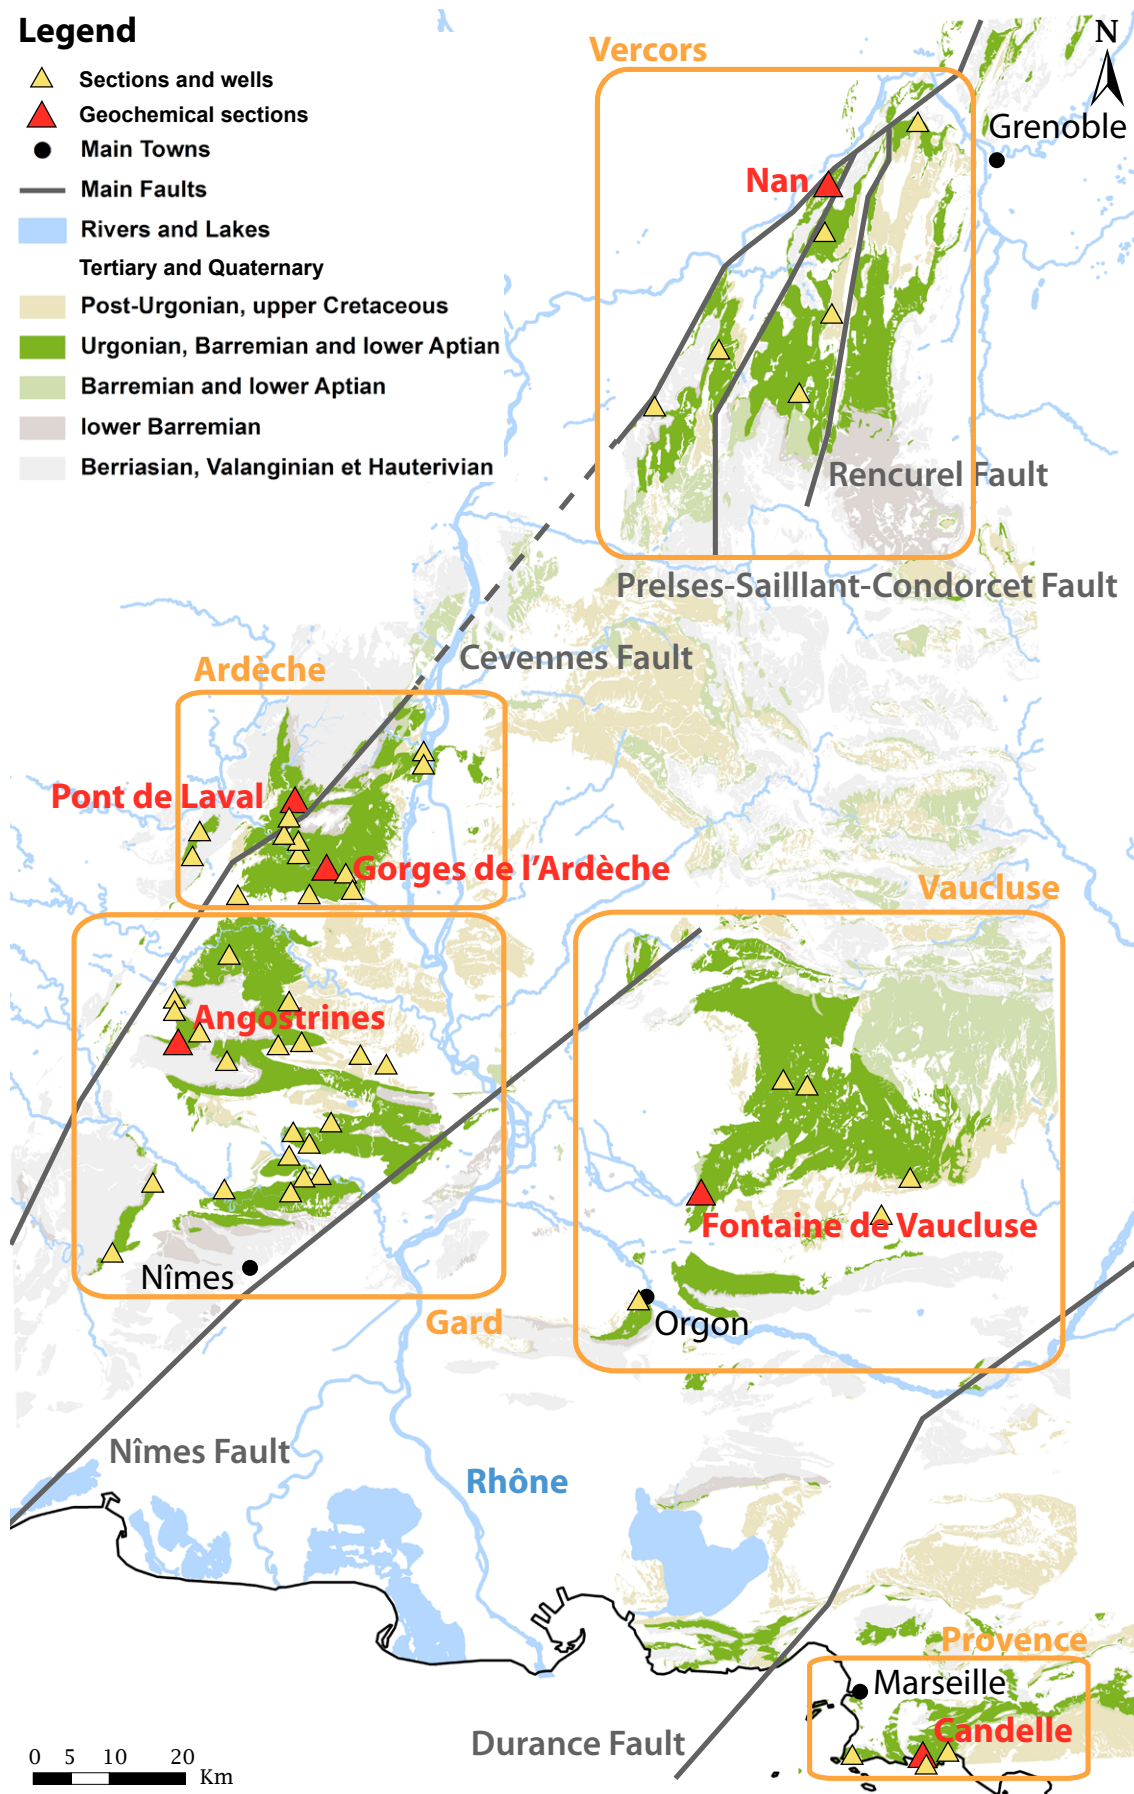 Legend
Sections and wells
Geochemical sections
Main Towns
Main Faults
Rivers and Lakes
Tertiary and Quaternary
Post-Urgonian, upper Cretaceous
Urgonian, Barremian and lower Aptian
Barremian and lower Aptian
lower Barremian
Berriasian, Valanginian et Hauterivian
N
Vercors
Grenoble
Nan
Rencurel Fault
Prelses-Sailllant-Condorcet Fault
Cevennes Fault
Ardèche
Pont de Laval
Gorges de l'Ardèche
Vaucluse
Angostrines
Fontaine de Vaucluse
Nîmes
Gard
Orgon
Nîmes Fault
Rhône
Provence
Marseille
Candelle
Durance Fault
0 5 10 20
Km